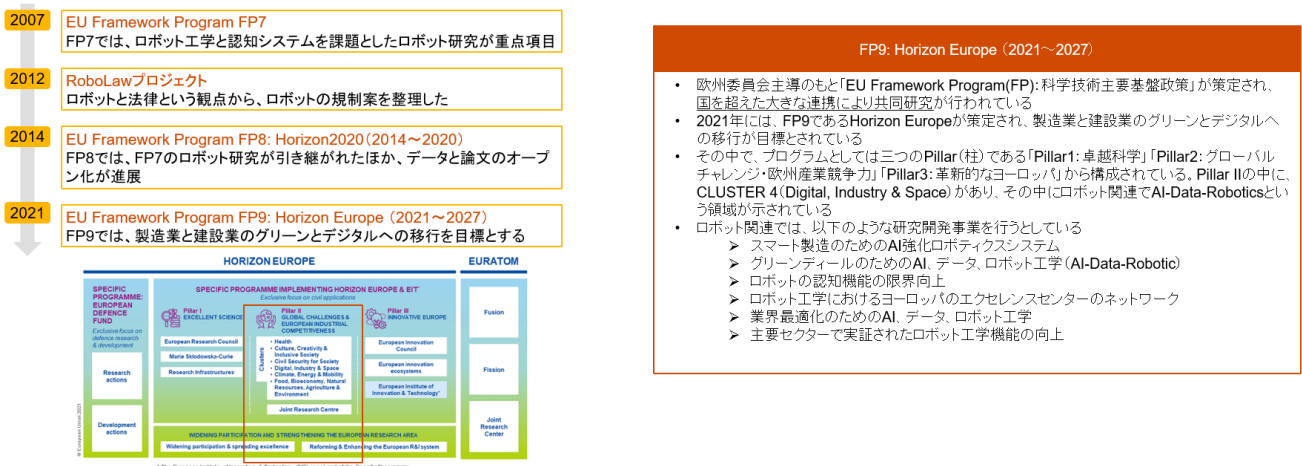 2007
EU Framework Program FP7
FP7では、ロボット工学と認知システムを課題としたロボット研究が重点項目
2012
RoboLawプロジェクト
ロボットと法律という観点から、ロボットの規制案を整理した
2014
EU Framework Program FP8: Horizon2020（2014～2020）
FP8では、FP7のロボット研究が引き継がれたほか、データと論文のオープ
ン化が進展
2021
EU Framework Program FP9: Horizon Europe （2021～2027）
FP9では、製造業と建設業のグリーンとデジタルへの移行を目標とする
HORIZON EUROPE
EURATOM
SPECIFIC
PROGRAMME:
EUROPEAN
DEFENCE
FUND
Exclusive focus on
defence research
& development
Research
actions
Development
actions
SPECIFIC PROGRAMME IMPLEMENTING HORIZON EUROPE & EIT*
Exclusive focus on civil applications
Pillar I
EXCELLENT SCIENCE
European Research Council
Marie Skłodowska-Curie
Research Infrastructures
Pillar II
GLOBAL CHALLENGES &
EUROPEAN INDUSTRIAL
COMPETITIVENESS
Clusters
• Health
• Culture, Creativity &
Inclusive Society
• Civil Security for Society
• Digital, Industry & Space
• Climate, Energy & Mobility
• Food, Bioeconomy, Natural
Resources, Agriculture &
Environment
Joint Research Centre
Pillar III
INNOVATIVE EUROPE
European Innovation
Council
European innovation
ecosystems
European Institute of
Innovation & Technology*
WIDENING PARTICIPATION AND STRENGTHENING THE EUROPEAN RESEARCH AREA
Widening participation & spreading excellence
Reforming & Enhancing the European R&I system
Fusion
Fission
Joint
Research
Center
© European Union 2021
FP9: Horizon Europe （2021～2027）
• 欧州委員会主導のもと「EU Framework Program(FP)：科学技術主要基盤政策」が策定され、
国を超えた大きな連携により共同研究が行われている
• 2021年には、FP9であるHorizon Europeが策定され、製造業と建設業のグリーンとデジタルへ
の移行が目標とされている
• その中で、プログラムとしては三つのPillar（柱）である「Pillar1：卓越科学」「Pillar2：グローバル
チャレンジ・欧州産業競争力」「Pillar3：革新的なヨーロッパ」から構成されている。Pillar IIの中に、
CLUSTER 4（Digital, Industry & Space）があり、その中にロボット関連でAI-Data-Roboticsとい
う領域が示されている
• ロボット関連では、以下のような研究開発事業を行うとしている
➢ スマート製造のためのAI強化ロボティクスシステム
➢ グリーンディールのためのAI、データ、ロボット工学（AI-Data-Robotic）
➢ ロボットの認知機能の限界向上
➢ ロボット工学におけるヨーロッパのエクセレンスセンターのネットワーク
➢ 業界最適化のためのAI、データ、ロボット工学
➢ 主要セクターで実証されたロボット工学機能の向上